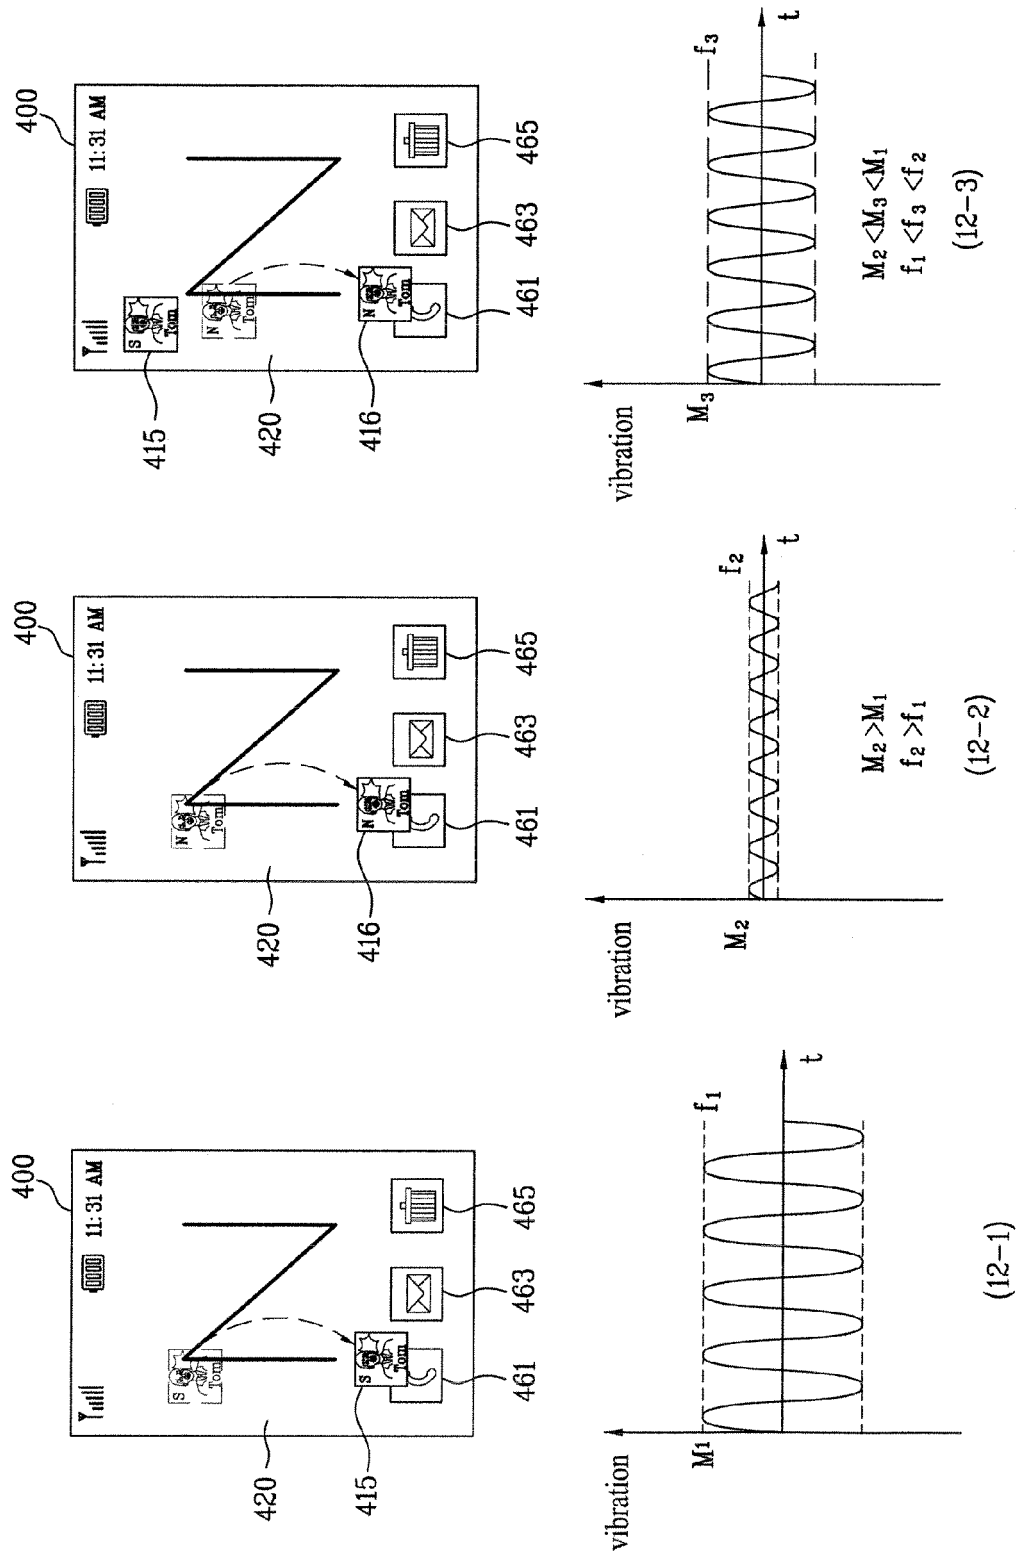 400
11:31 AM
S
Tom
N
S
Tom
420
415
461
463
465
vibration
M1
f1
t
(12-1)
400
11:31 AM
N
Tom
N
N
Tom
420
416
461
463
465
vibration
M2
f2
t
M2>M1
f2>f1
(12-2)
400
11:31 AM
S
Tom
415
N
Tom
N
N
Tom
420
416
461
463
465
vibration
M3
f3
t
M2<M3<M1
f1<f3<f2
(12-3)